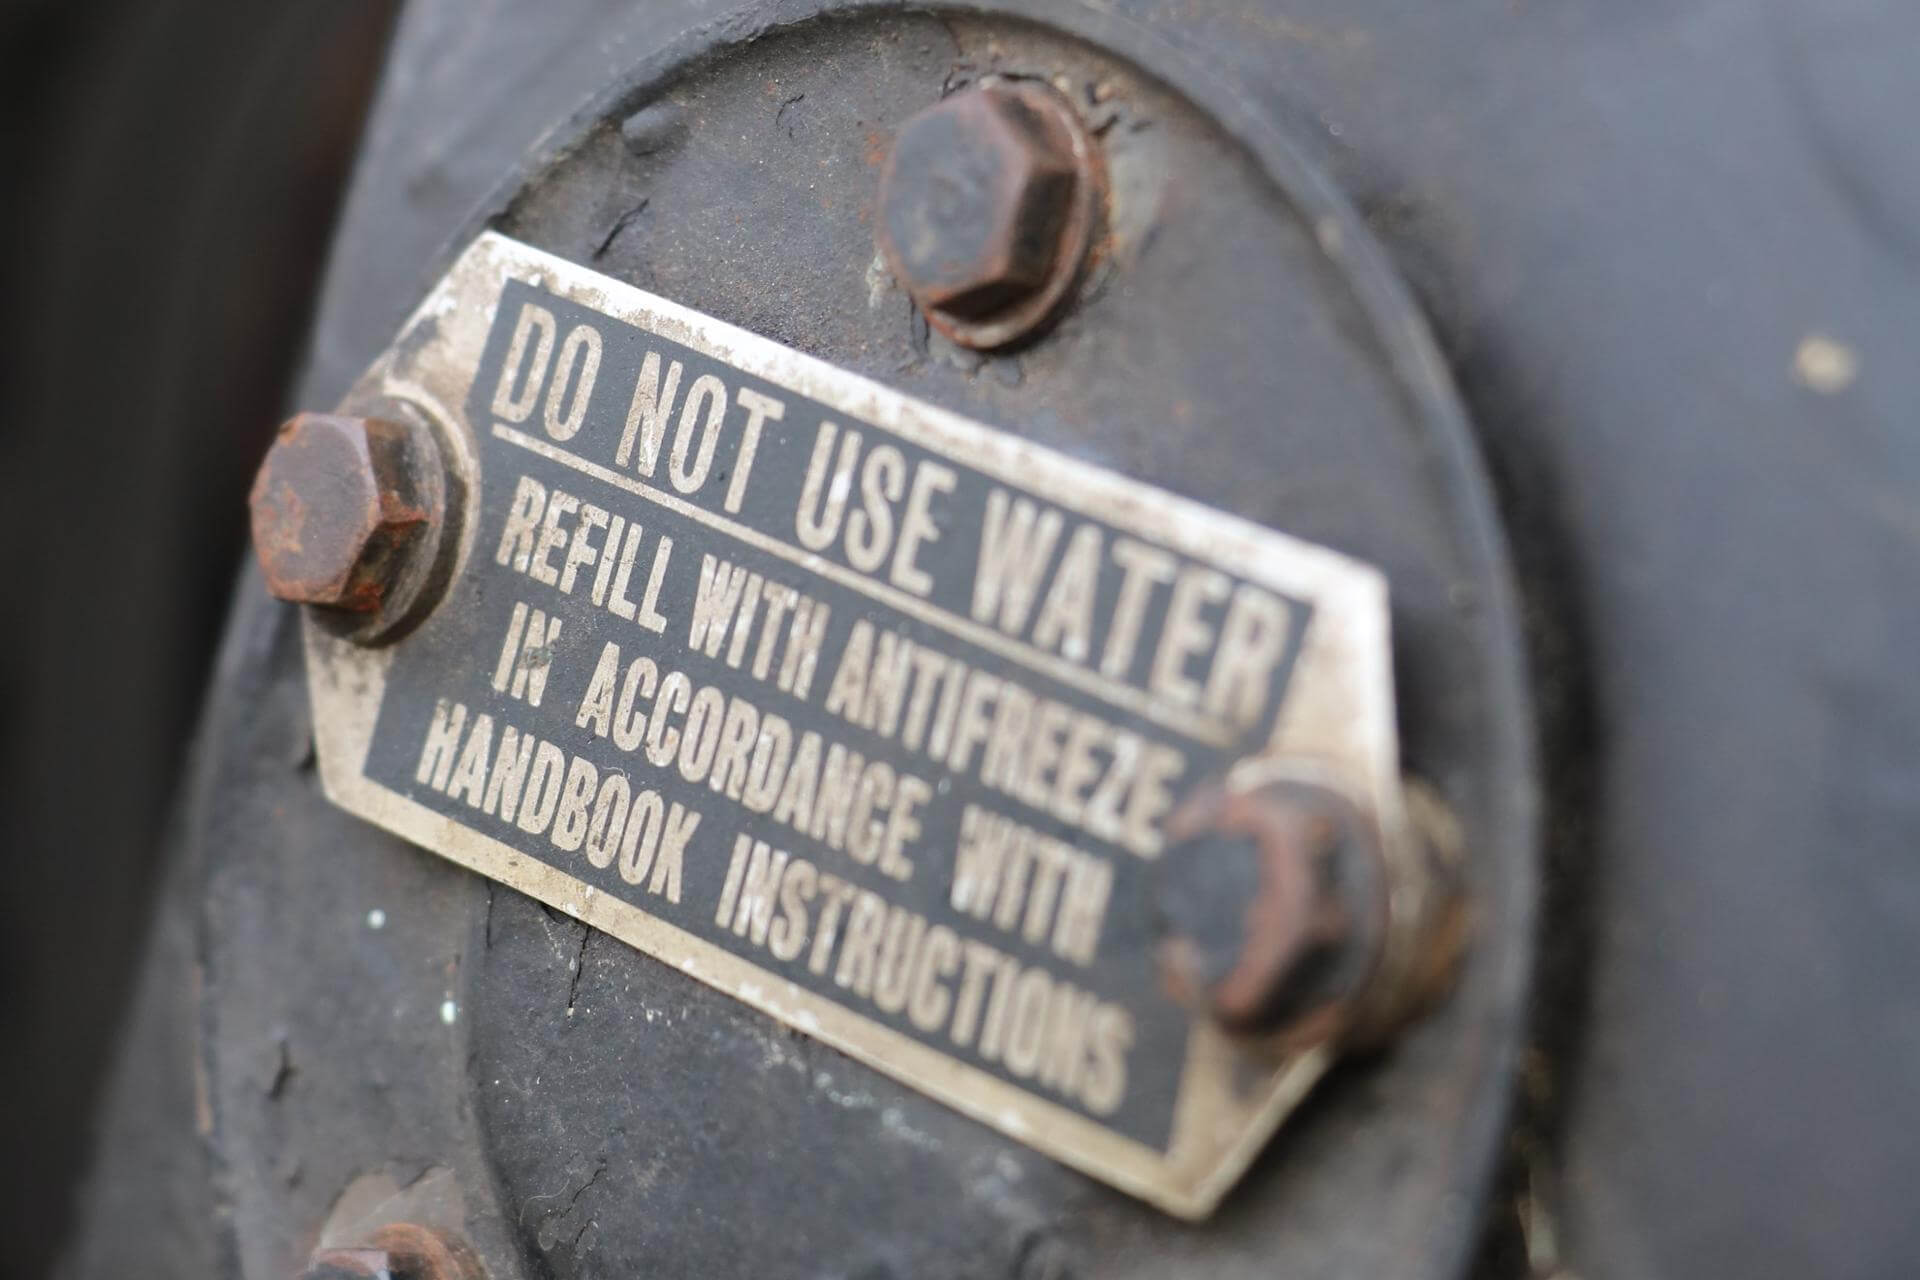 DO NOT USE WATER
REFILL WITH ANTIFREEZE
IN ACCORDANCE WITH
HANDBOOK INSTRUCTIONS